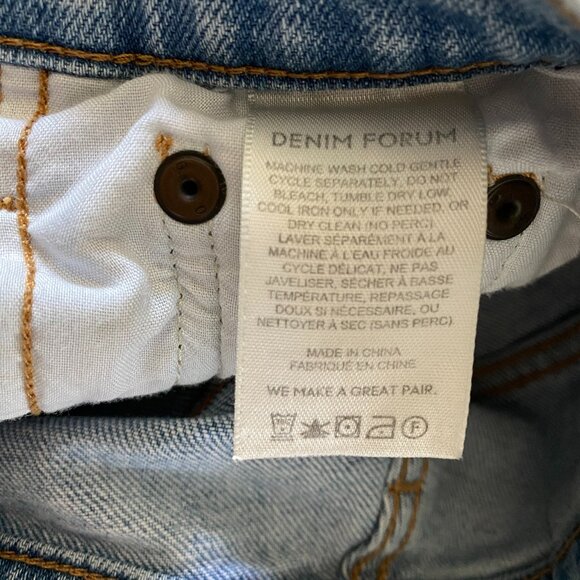 DENIM FORUM
MACHINE WASH COLD GENTLE
CYCLE SEPARATELY, DO NOT
BLEACH, TUMBLE DRY LOW.
COOL IRON ONLY IF NEEDED, OR
DRY CLEAN (NO PERC)
LAVER SÉPARÉMENT À LA
MACHINE À L'EAU FROIDE AU
CYCLE DÉLICAT, NE PAS
JAVELISER, SÉCHER À BASSE
TEMPÉRATURE, REPASSAGE
DOUX SI NÉCESSAIRE, OU
NETTOYER À SEC (SANS PERC)
MADE IN CHINA
FABRIQUÉ EN CHINE
WE MAKE A GREAT PAIR.
F